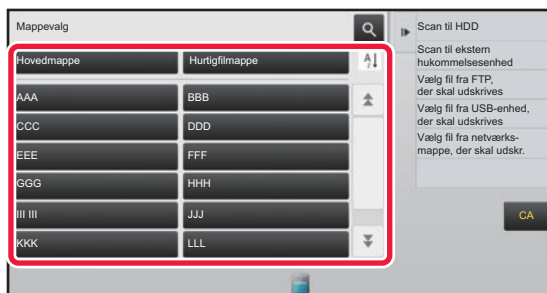 Mappevalg
Hovedmappe
Hurtigfilmappe
AAA
BBB
CCC
DDD
EEE
FFF
GGG
HHH
III III
JJJ
KKK
LLL
Scan til HDD
Scan til ekstern
hukommelsesenhed
Vælg fil fra FTP,
der skal udskrives
Vælg fil fra USB-enhed,
der skal udskrives
Vælg fil fra netværks-
mappe, der skal udskr.
CA